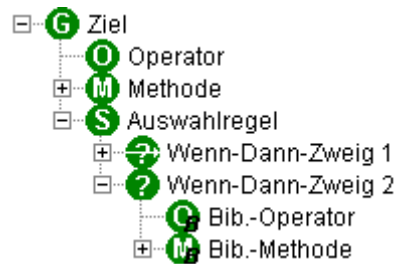 G Ziel
O Operator
M Methode
S Auswahlregel
? Wenn-Dann-Zweig 1
? Wenn-Dann-Zweig 2
O B Bib.-Operator
M B Bib.-Methode